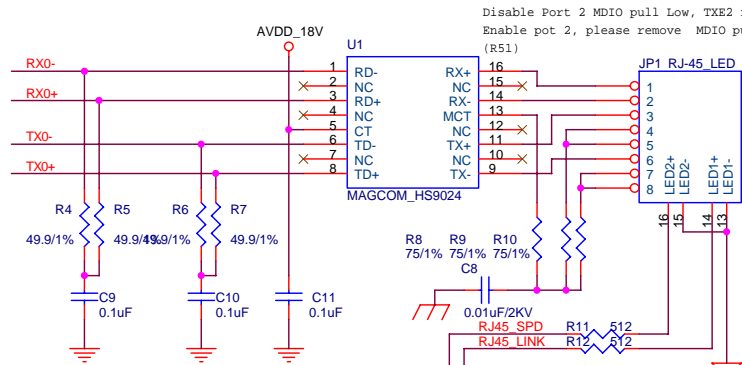 Disable Port 2 MDIO pull Low, TXE2
Enable pot 2, please remove MDIO pu
(R51)
AVDD_18V
U1
JP1 RJ-45_LED
RX0-
RX0+
TX0-
TX0+
1 RD- RX+ 16
2 NC NC 15
3 RD+ RX- 14
4 NC MCT 13
5 CT NC 12
6 TD- TX+ 11
7 NC NC 10
8 TD+ TX- 9
MAGCOM_HS9024
1
2
3
4
5
6
7
8
LED2+
LED2-
LED1+
LED1-
16
15
14
13
R4 R5 R6 R7
49.9/1% 49.9/1% 49.9/1% 49.9/1%
R8 R9 R10
75/1% 75/1% 75/1%
C8
0.01uF/2KV
C9
0.1uF
C10
0.1uF
C11
0.1uF
RJ45_SPD R11 512
RJ45_LINK R12 512